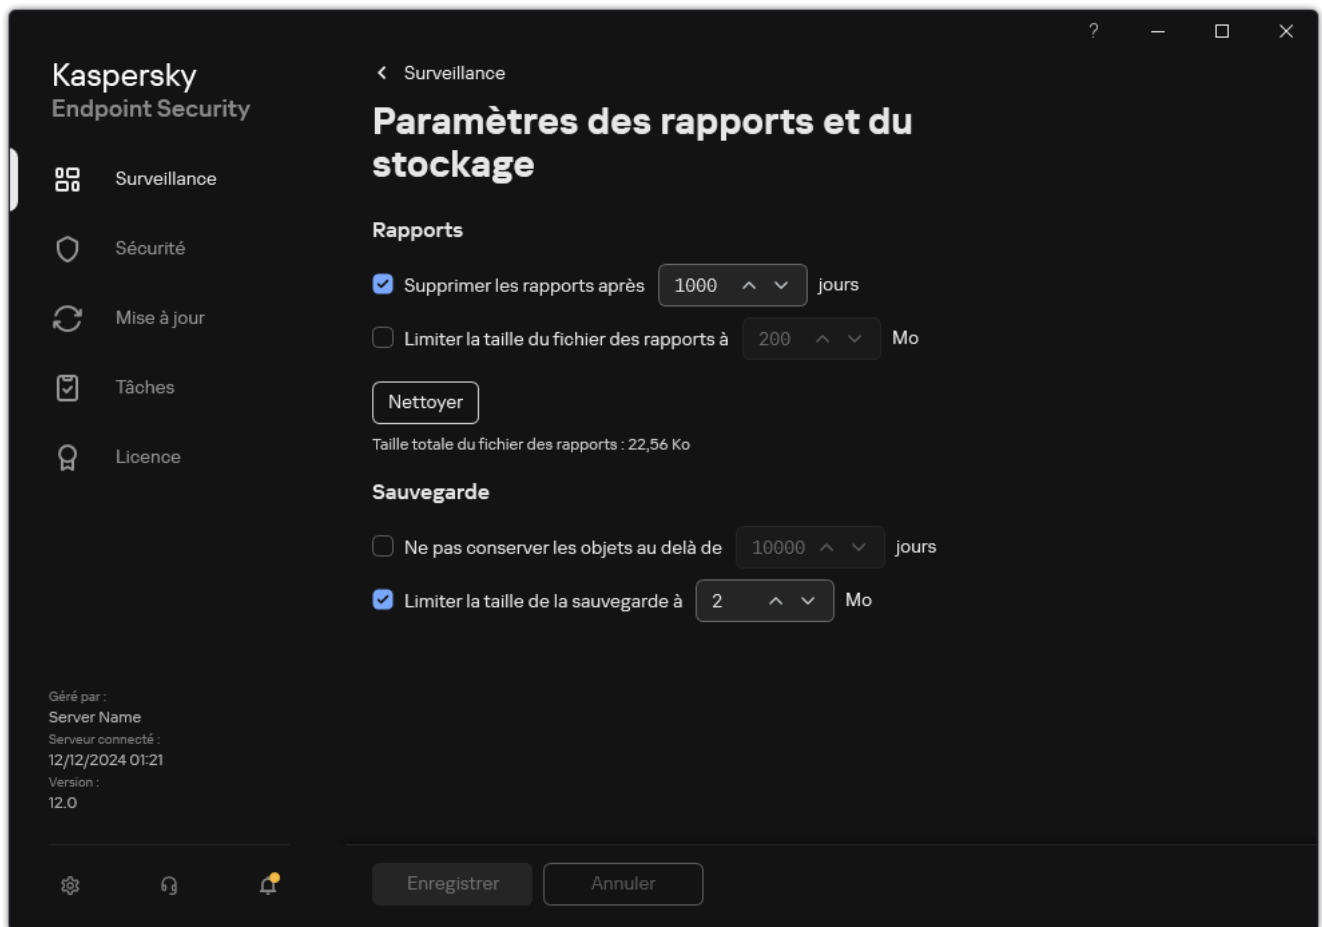 ?
Kaspersky
Endpoint Security
Surveillance
Sécurité
Mise à jour
Tâches
Licence
Géré par :
Server Name
Serveur connecté :
12/12/2024 01:21
Version :
12.0
Surveillance
Paramètres des rapports et du
stockage
Rapports
Supprimer les rapports après 1000 jours
Limiter la taille du fichier des rapports à 200 Mo
Nettoyer
Taille totale du fichier des rapports : 22,56 Ko
Sauvegarde
Ne pas conserver les objets au delà de 10000 jours
Limiter la taille de la sauvegarde à 2 Mo
Enregistrer Annuler